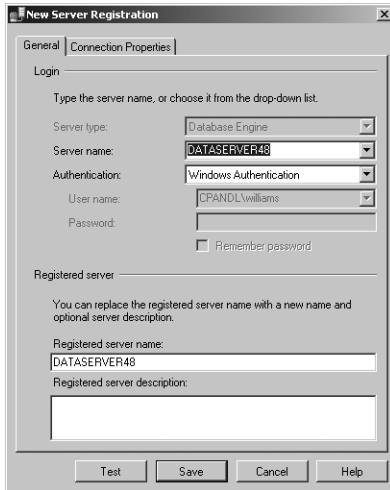 New Server Registration
General Connection Properties
Login
Type the server name, or choose it from the drop-down list.
Server type: Database Engine
Server name: DATASERVER48
Authentication: Windows Authentication
User name: CPANDL\williams
Password:
Remember password
Registered server
You can replace the registered server name with a new name and
optional server description.
Registered server name:
DATASERVER48
Registered server description:
Test Save Cancel Help